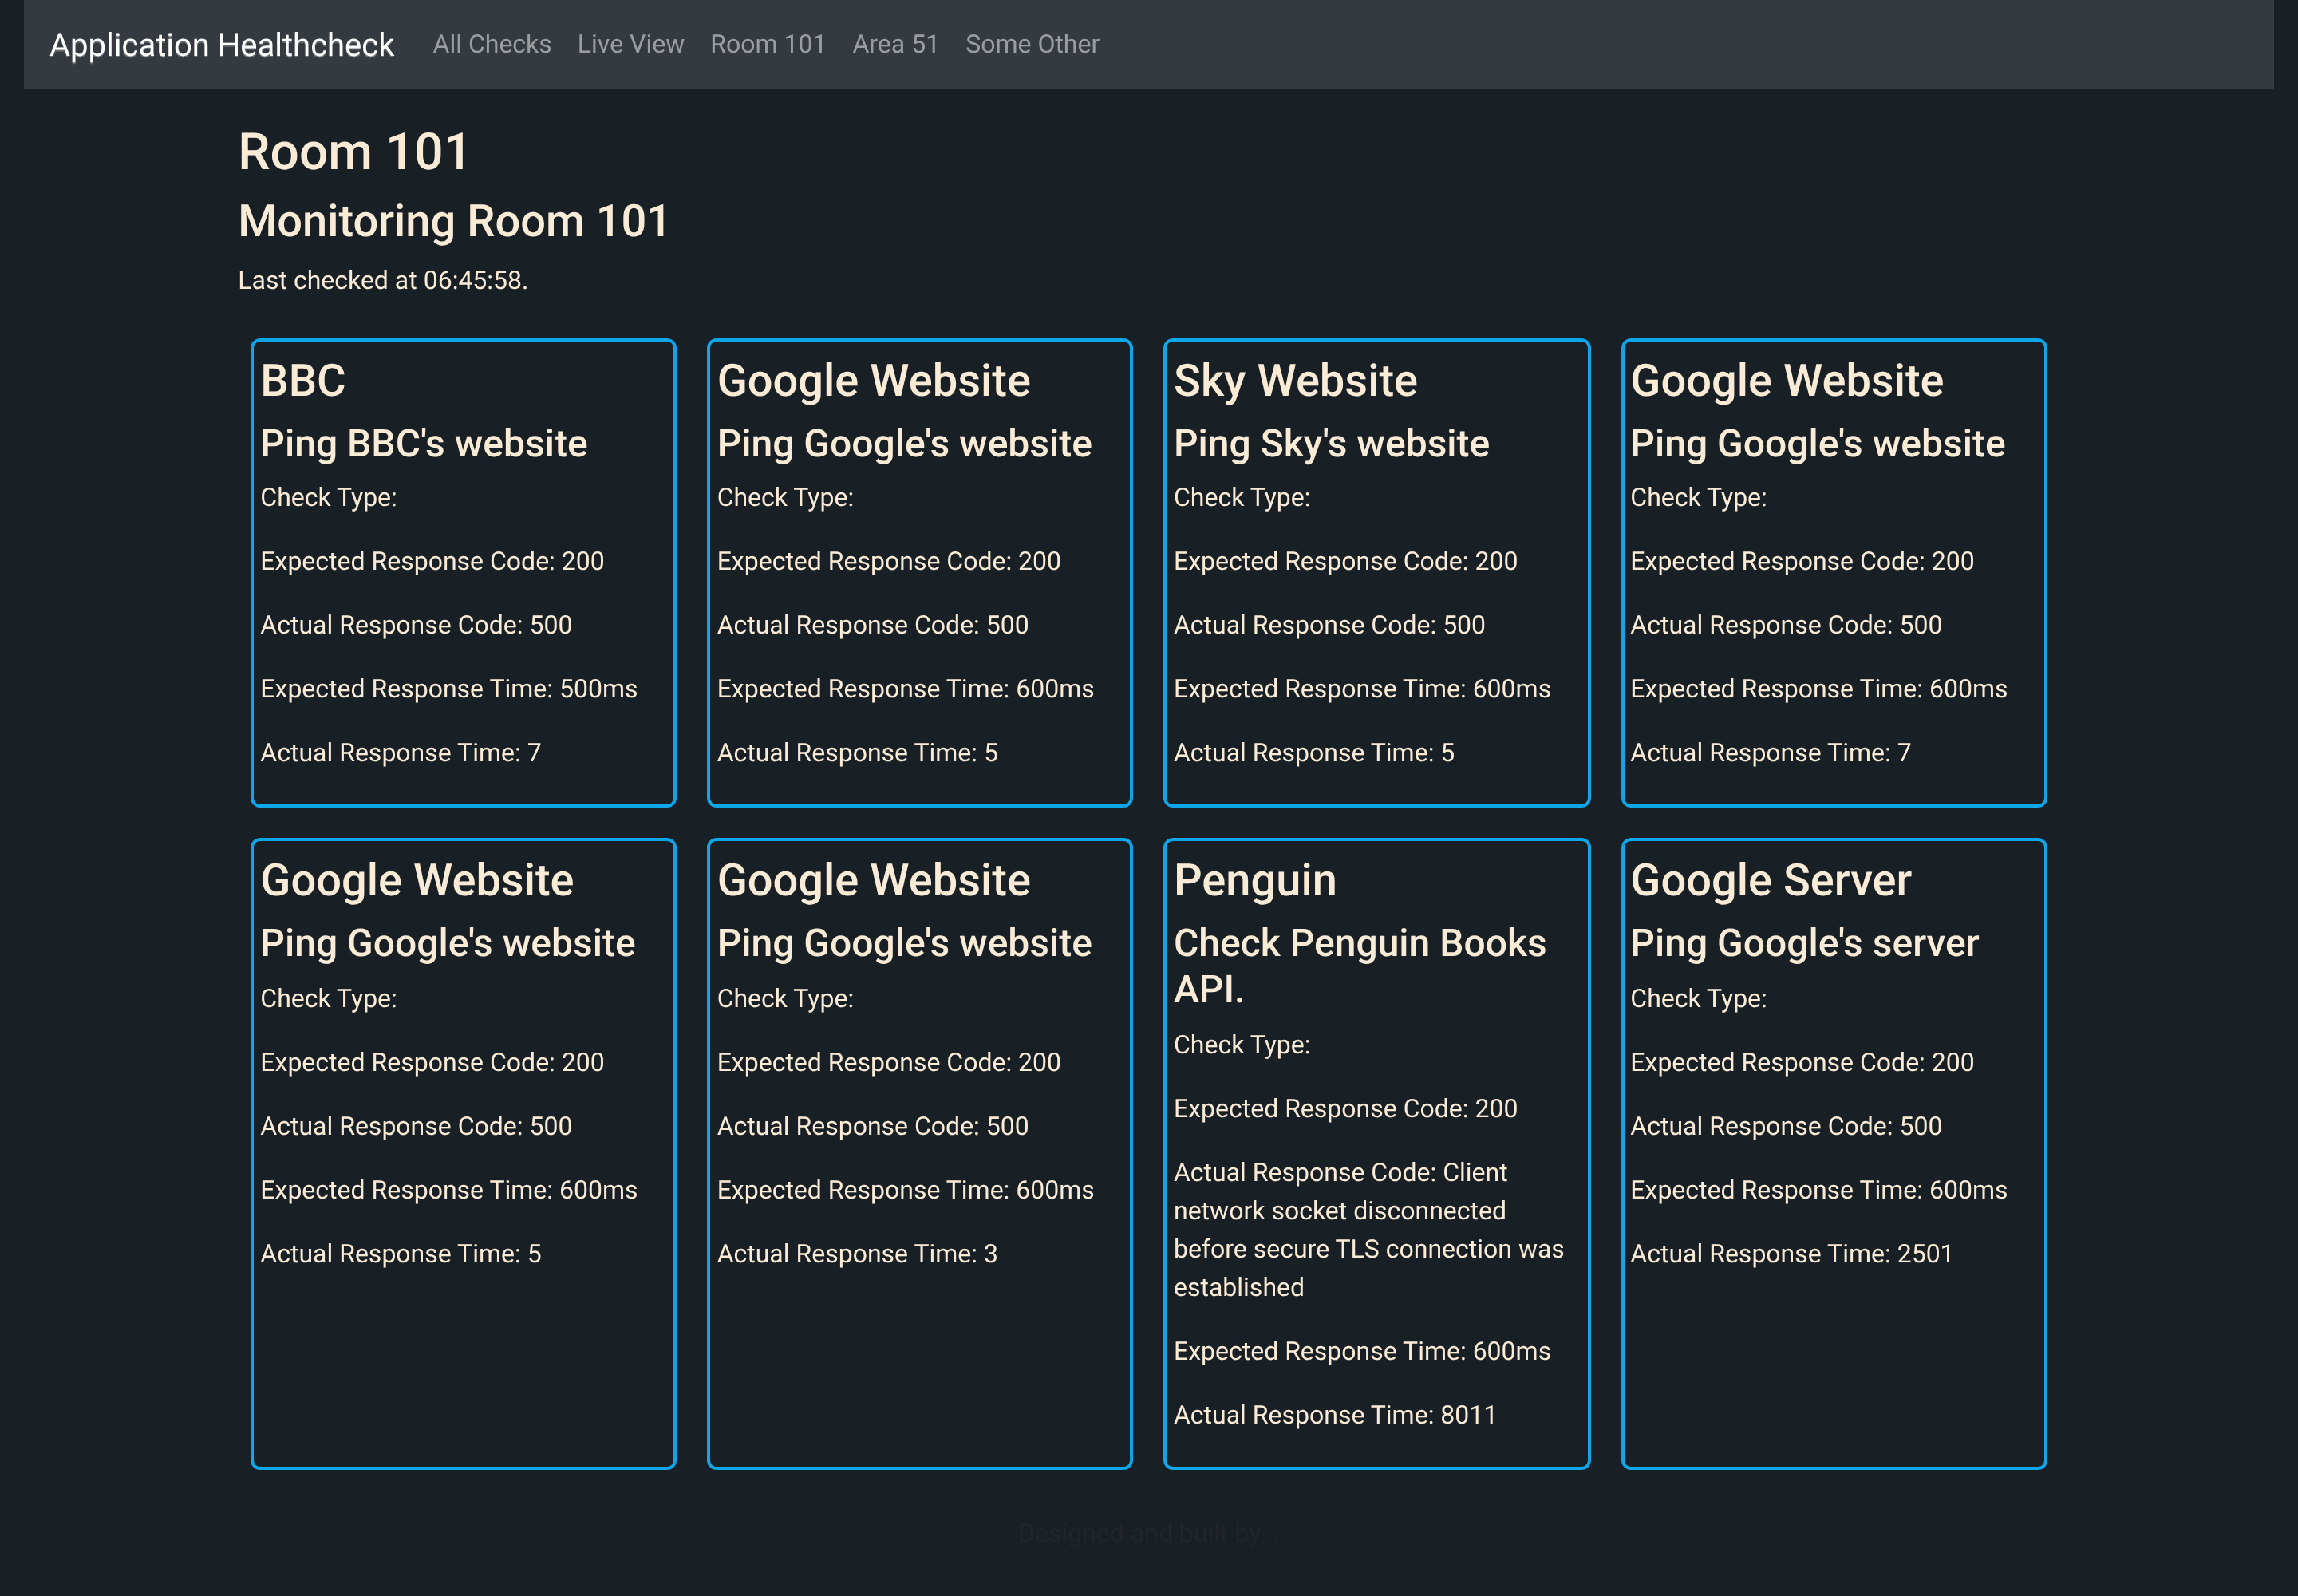 Application Healthcheck All Checks Live View Room 101 Area 51 Some Other
Room 101
Monitoring Room 101
Last checked at 06:45:58.
BBC
Ping BBC's website
Check Type:
Expected Response Code: 200
Actual Response Code: 500
Expected Response Time: 500ms
Actual Response Time: 7
Google Website
Ping Google's website
Check Type:
Expected Response Code: 200
Actual Response Code: 500
Expected Response Time: 600ms
Actual Response Time: 5
Sky Website
Ping Sky's website
Check Type:
Expected Response Code: 200
Actual Response Code: 500
Expected Response Time: 600ms
Actual Response Time: 5
Google Website
Ping Google's website
Check Type:
Expected Response Code: 200
Actual Response Code: 500
Expected Response Time: 600ms
Actual Response Time: 7
Google Website
Ping Google's website
Check Type:
Expected Response Code: 200
Actual Response Code: 500
Expected Response Time: 600ms
Actual Response Time: 5
Google Website
Ping Google's website
Check Type:
Expected Response Code: 200
Actual Response Code: 500
Expected Response Time: 600ms
Actual Response Time: 3
Penguin
Check Penguin Books
API.
Check Type:
Expected Response Code: 200
Actual Response Code: Client
network socket disconnected
before secure TLS connection was
established
Expected Response Time: 600ms
Actual Response Time: 8011
Google Server
Ping Google's server
Check Type:
Expected Response Code: 200
Actual Response Code: 500
Expected Response Time: 600ms
Actual Response Time: 2501
Designed and built by...